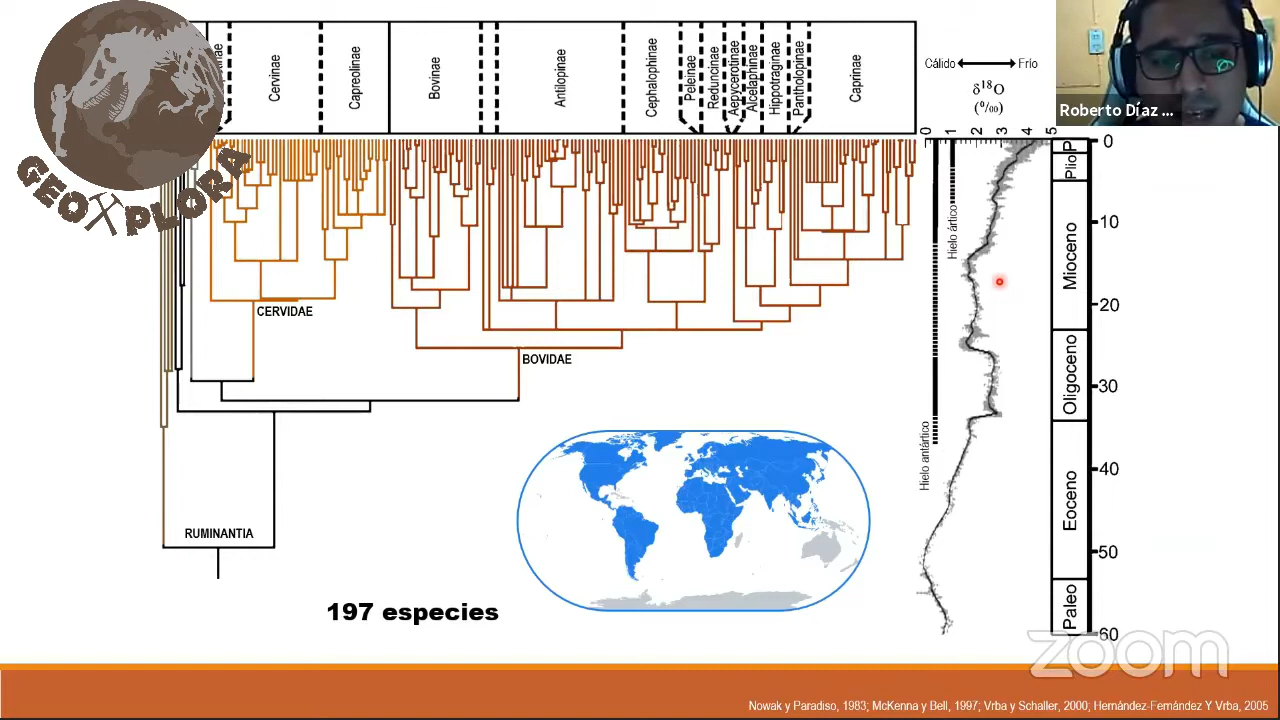 GEOXPLORA
inae
Cervinae
Capreolinae
Bovinae
Antilopinae
Cephalophinae
Peleinae
Reduncinae
Aepycerotinae
Alcelaphinae
Hippotraginae
Pantholopinae
Caprinae
Cálido
Frío
δ18O
(‰)
0 1 2 3 4 5
Roberto Díaz ...
CERVIDAE
BOVIDAE
RUMINANTIA
Hielo ártico
Hielo antártico
P
Plio
Mioceno
Oligoceno
Eoceno
Paleo
0
10
20
30
40
50
60
197 especies
zoom
Nowak y Paradiso, 1983; McKenna y Bell, 1997; Vrba y Schaller, 2000; Hernández-Fernández Y Vrba, 2005